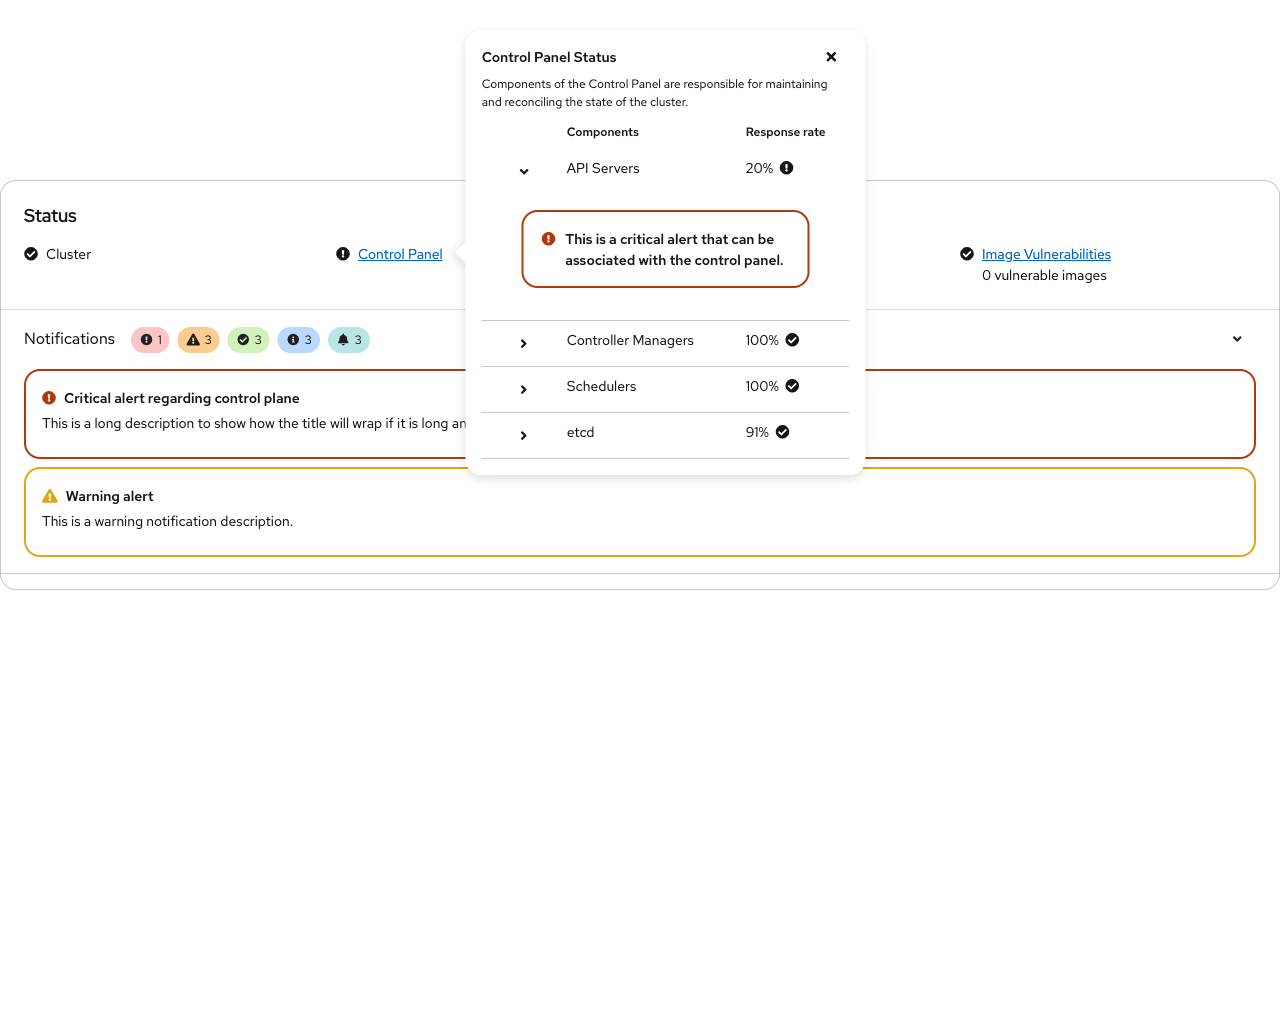 Control Panel Status
Components of the Control Panel are responsible for maintaining
and reconciling the state of the cluster.
Components Response rate
API Servers 20%
This is a critical alert that can be
associated with the control panel.
Controller Managers 100%
Schedulers 100%
etcd 91%
Status
Cluster
Control Panel
Image Vulnerabilities
0 vulnerable images
Notifications 1 3 3 3 3
Critical alert regarding control plane
This is a long description to show how the title will wrap if it is long
Warning alert
This is a warning notification description.